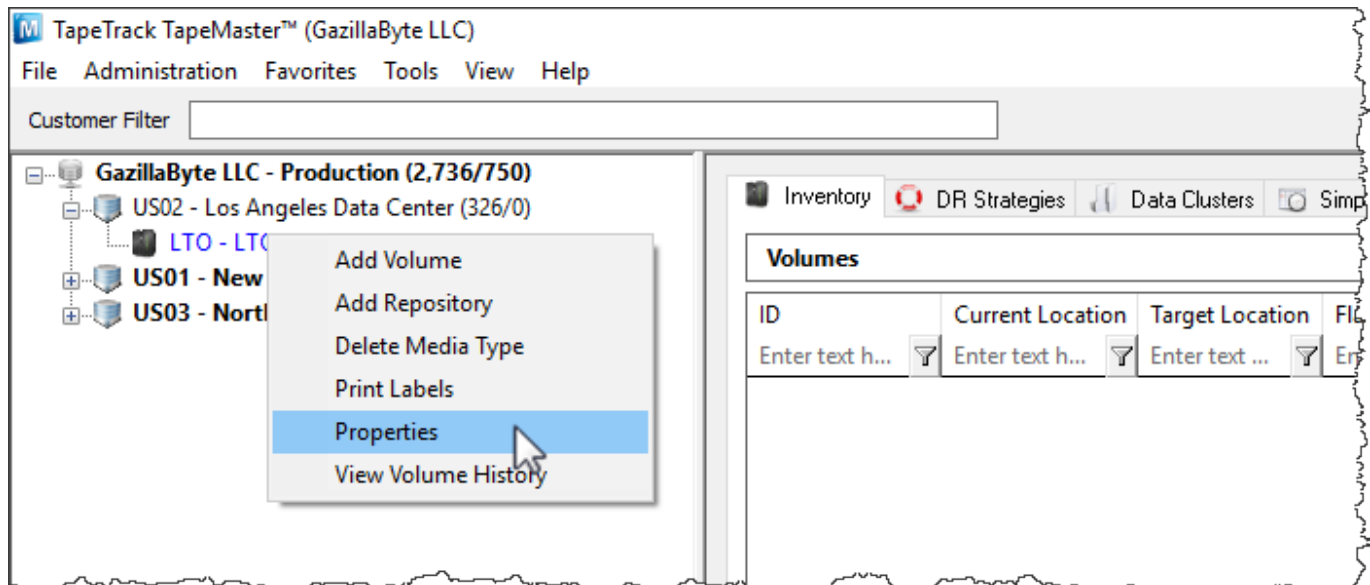 TapeTrack TapeMaster™ (GazillaByte LLC)
File Administration Favorites Tools View Help
Customer Filter
GazillaByte LLC - Production (2,736/750)
US02 - Los Angeles Data Center (326/0)
LTO
US01 - New
US03
Add Volume
Add Repository
Delete Media Type
Print Labels
Properties
View Volume History
Inventory DR Strategies Data Clusters
Volumes
ID Current Location Target Location
Enter text h... Enter text h... Enter text ...